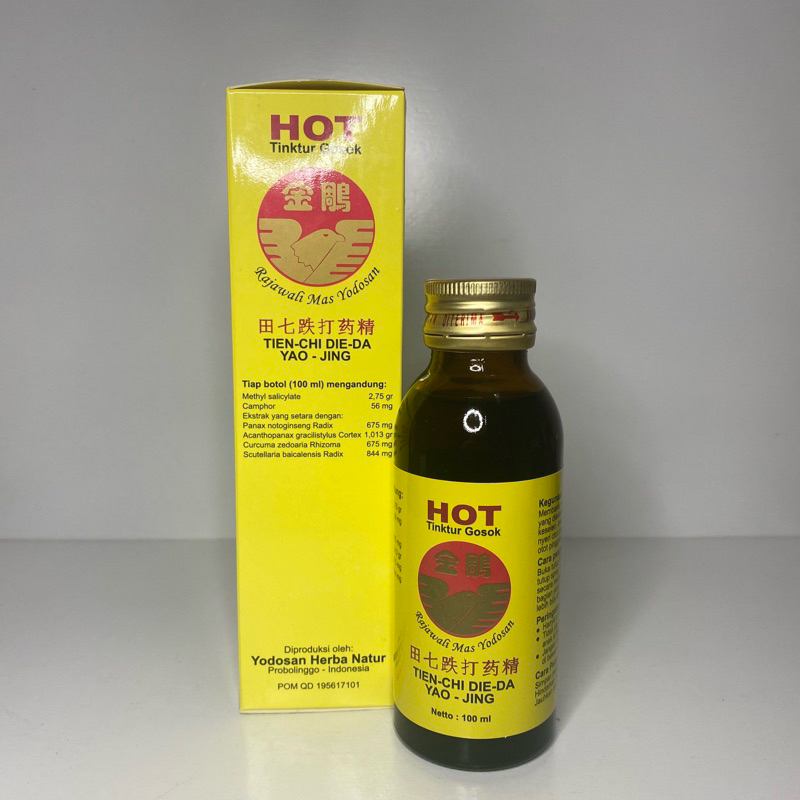 HOT
Tinktur Gosok
金鵰
Rajawali Mas Yodosan
田七跌打药精
TIEN-CHI DIE-DA
YAO - JING
Tiap botol (100 ml) mengandung:
Methyl salicylate 2,75 gr
Camphor 56 mg
Ekstrak yang setara dengan:
Panax notoginseng Radix 675 mg
Acanthopanax gracilistylus Cortex 1,013 gr
Curcuma zedoaria Rhizoma 675 mg
Scutellaria baicalensis Radix 844 mg
Diproduksi oleh:
Yodosan Herba Natur
Probolinggo - Indonesia
POM QD 195617101
DITERIMA
HOT
Tinktur Gosok
金鵰
Rajawali Mas Yodosan
田七跌打药精
TIEN-CHI DIE-DA
YAO - JING
Netto : 100 ml